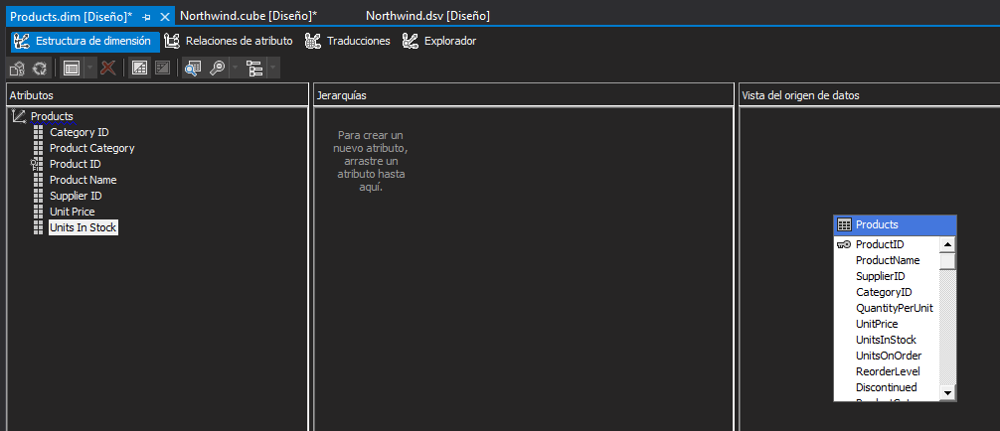 Products.dim [Diseño]*
Northwind.cube [Diseño]*
Northwind.dsv [Diseño]
Estructura de dimensión
Relaciones de atributo
Traducciones
Explorador
Atributos
Products
Category ID
Product Category
Product ID
Product Name
Supplier ID
Unit Price
Units In Stock
Jerarquías
Para crear un
nuevo atributo,
arrastre un
atributo hasta
aquí.
Vista del origen de datos
Products
ProductID
ProductName
SupplierID
CategoryID
QuantityPerUnit
UnitPrice
UnitsInStock
UnitsOnOrder
ReorderLevel
Discontinued